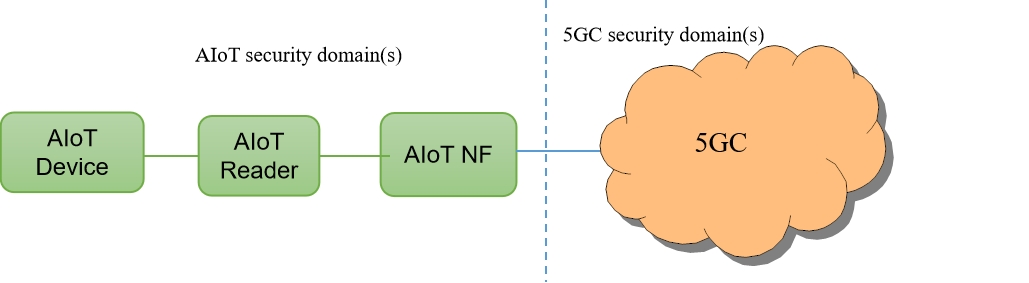 5GC security domain(s)
AIoT security domain(s)
AIoT
Device
AIoT
Reader
AIoT NF
5GC